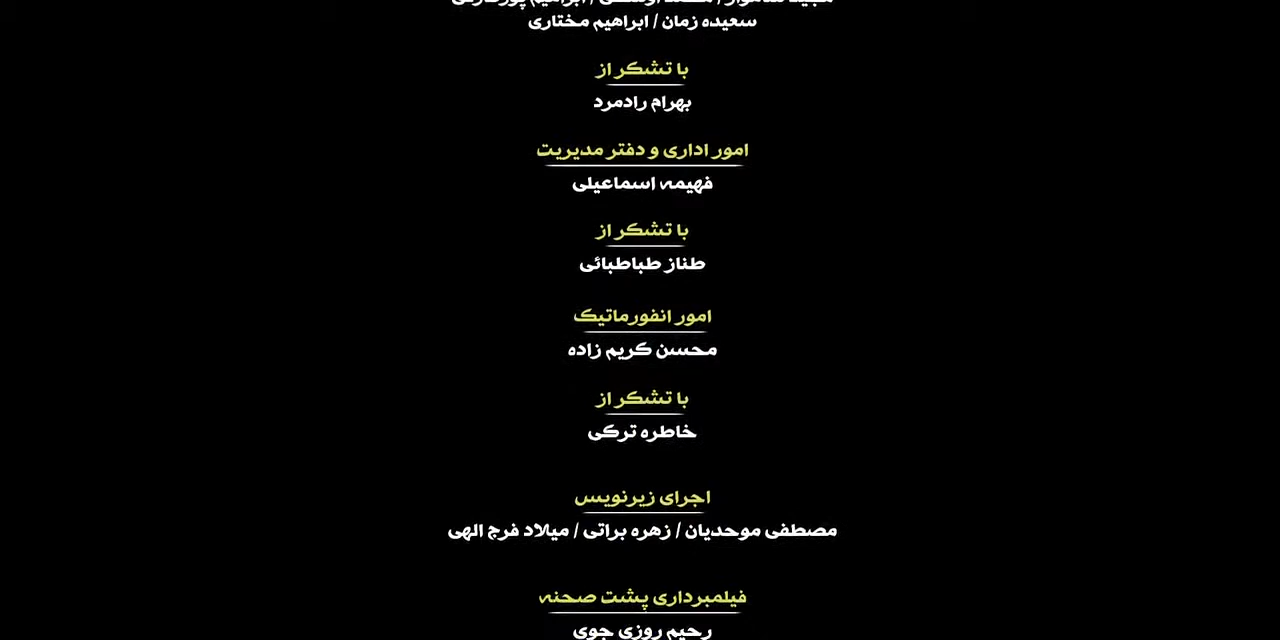 سعیده زمان / ابراهیم مختاری
با تشکر از
بهرام رادمرد
امور اداری و دفتر مدیریت
فهیمه اسماعیلی
با تشکر از
طناز طباطبائی
امور انفورماتیک
محسن کریم زاده
با تشکر از
خاطره ترکی
اجرای زیرنویس
مصطفی موحدیان / زهره براتی / میلاد فرج الهی
فیلمبرداری پشت صحنه
رحیم روزی جوی